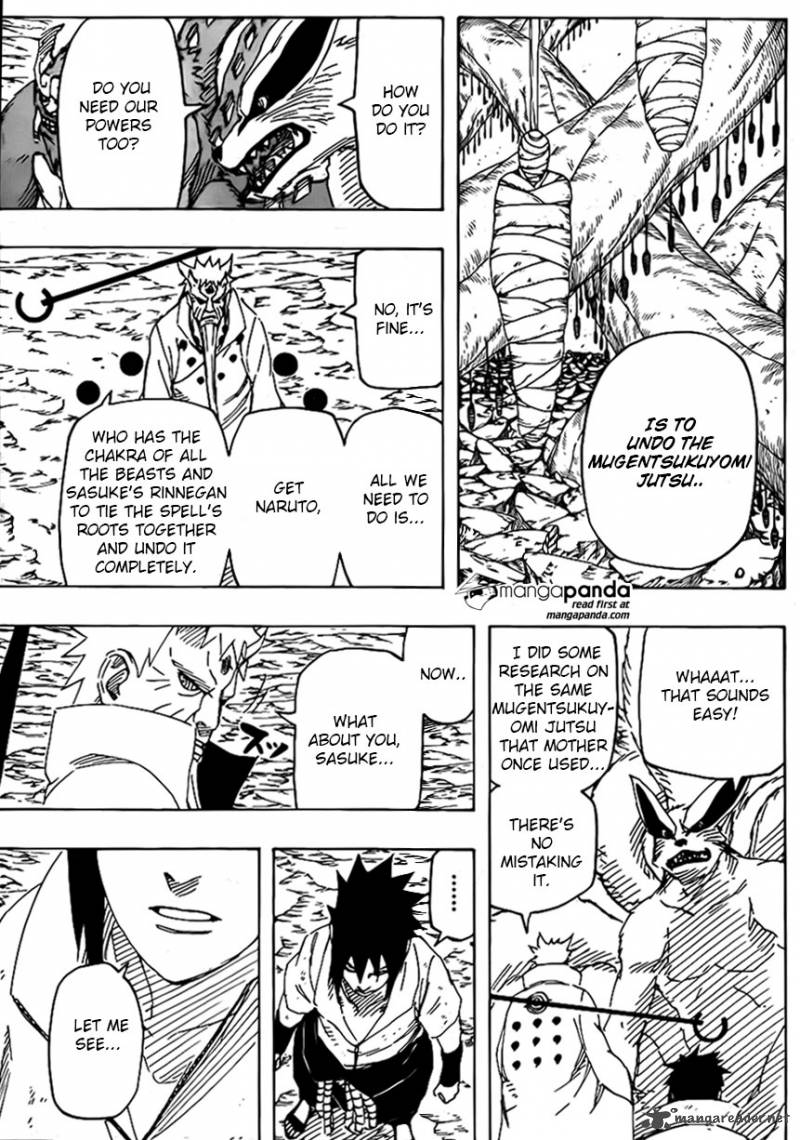 IS TO
UNDO THE
MUGENTSUKUYOMI
JUTSU..
HOW
DO YOU
DO IT?
DO YOU
NEED OUR
POWERS
TOO?
NO, IT'S
FINE...
ALL WE
NEED TO
DO IS...
GET
NARUTO,
WHO HAS THE
CHAKRA OF ALL
THE BEASTS AND
SASUKE'S RINNEGAN
TO TIE THE SPELL'S
ROOTS TOGETHER
AND UNDO IT
COMPLETELY.
mangapanda
read first at
mangapanda.com
WHAAAT...
THAT SOUNDS
EASY!
I DID SOME
RESEARCH ON
THE SAME
MUGENTSUKUY-
OMI JUTSU
THAT MOTHER
ONCE USED...
THERE'S
NO
MISTAKING
IT.
NOW..
WHAT
ABOUT YOU,
SASUKE...
ズッ
........
LET ME
SEE...
mangareader.net